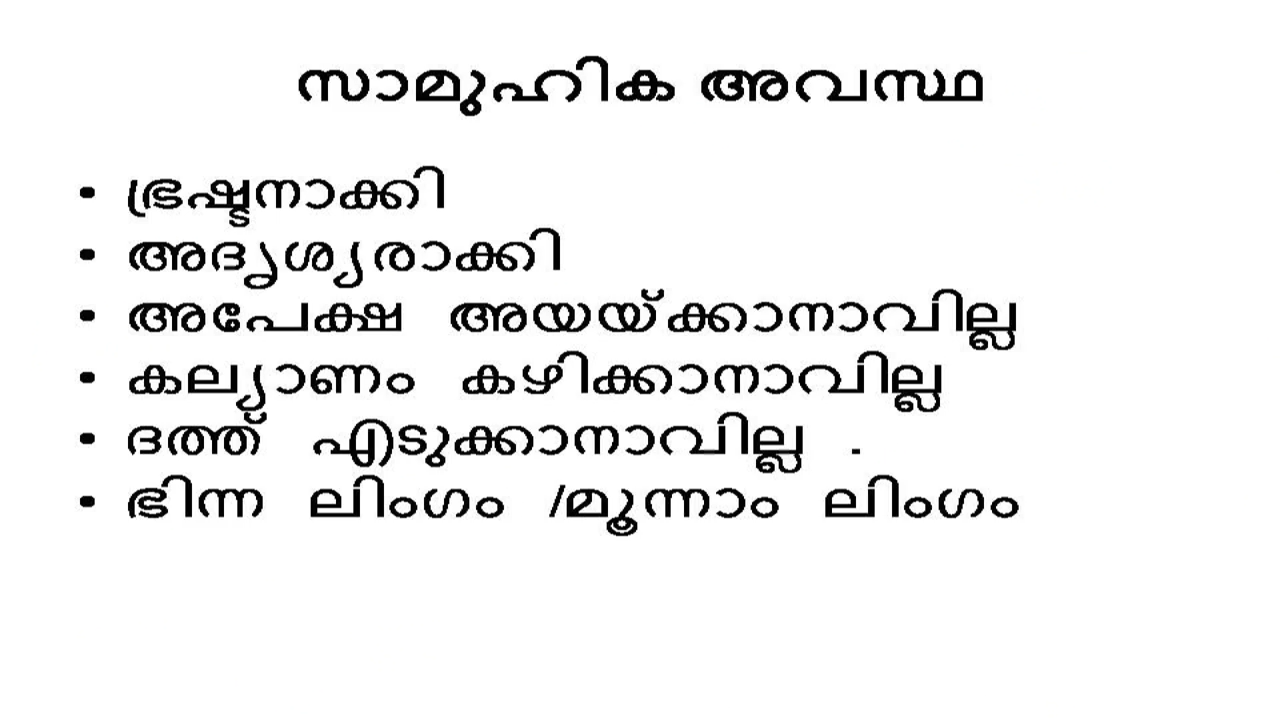 സാമുഹിക അവസ്ഥ
• ഭ്രഷ്ടനാക്കി
• അദൃശ്യരാക്കി
• അപേക്ഷ അയയ്ക്കാനാവില്ല
• കല്യാണം കഴിക്കാനാവില്ല
• ദത്ത് എടുക്കാനാവില്ല .
• ഭിന്ന ലിംഗം /മൂന്നാം ലിംഗം